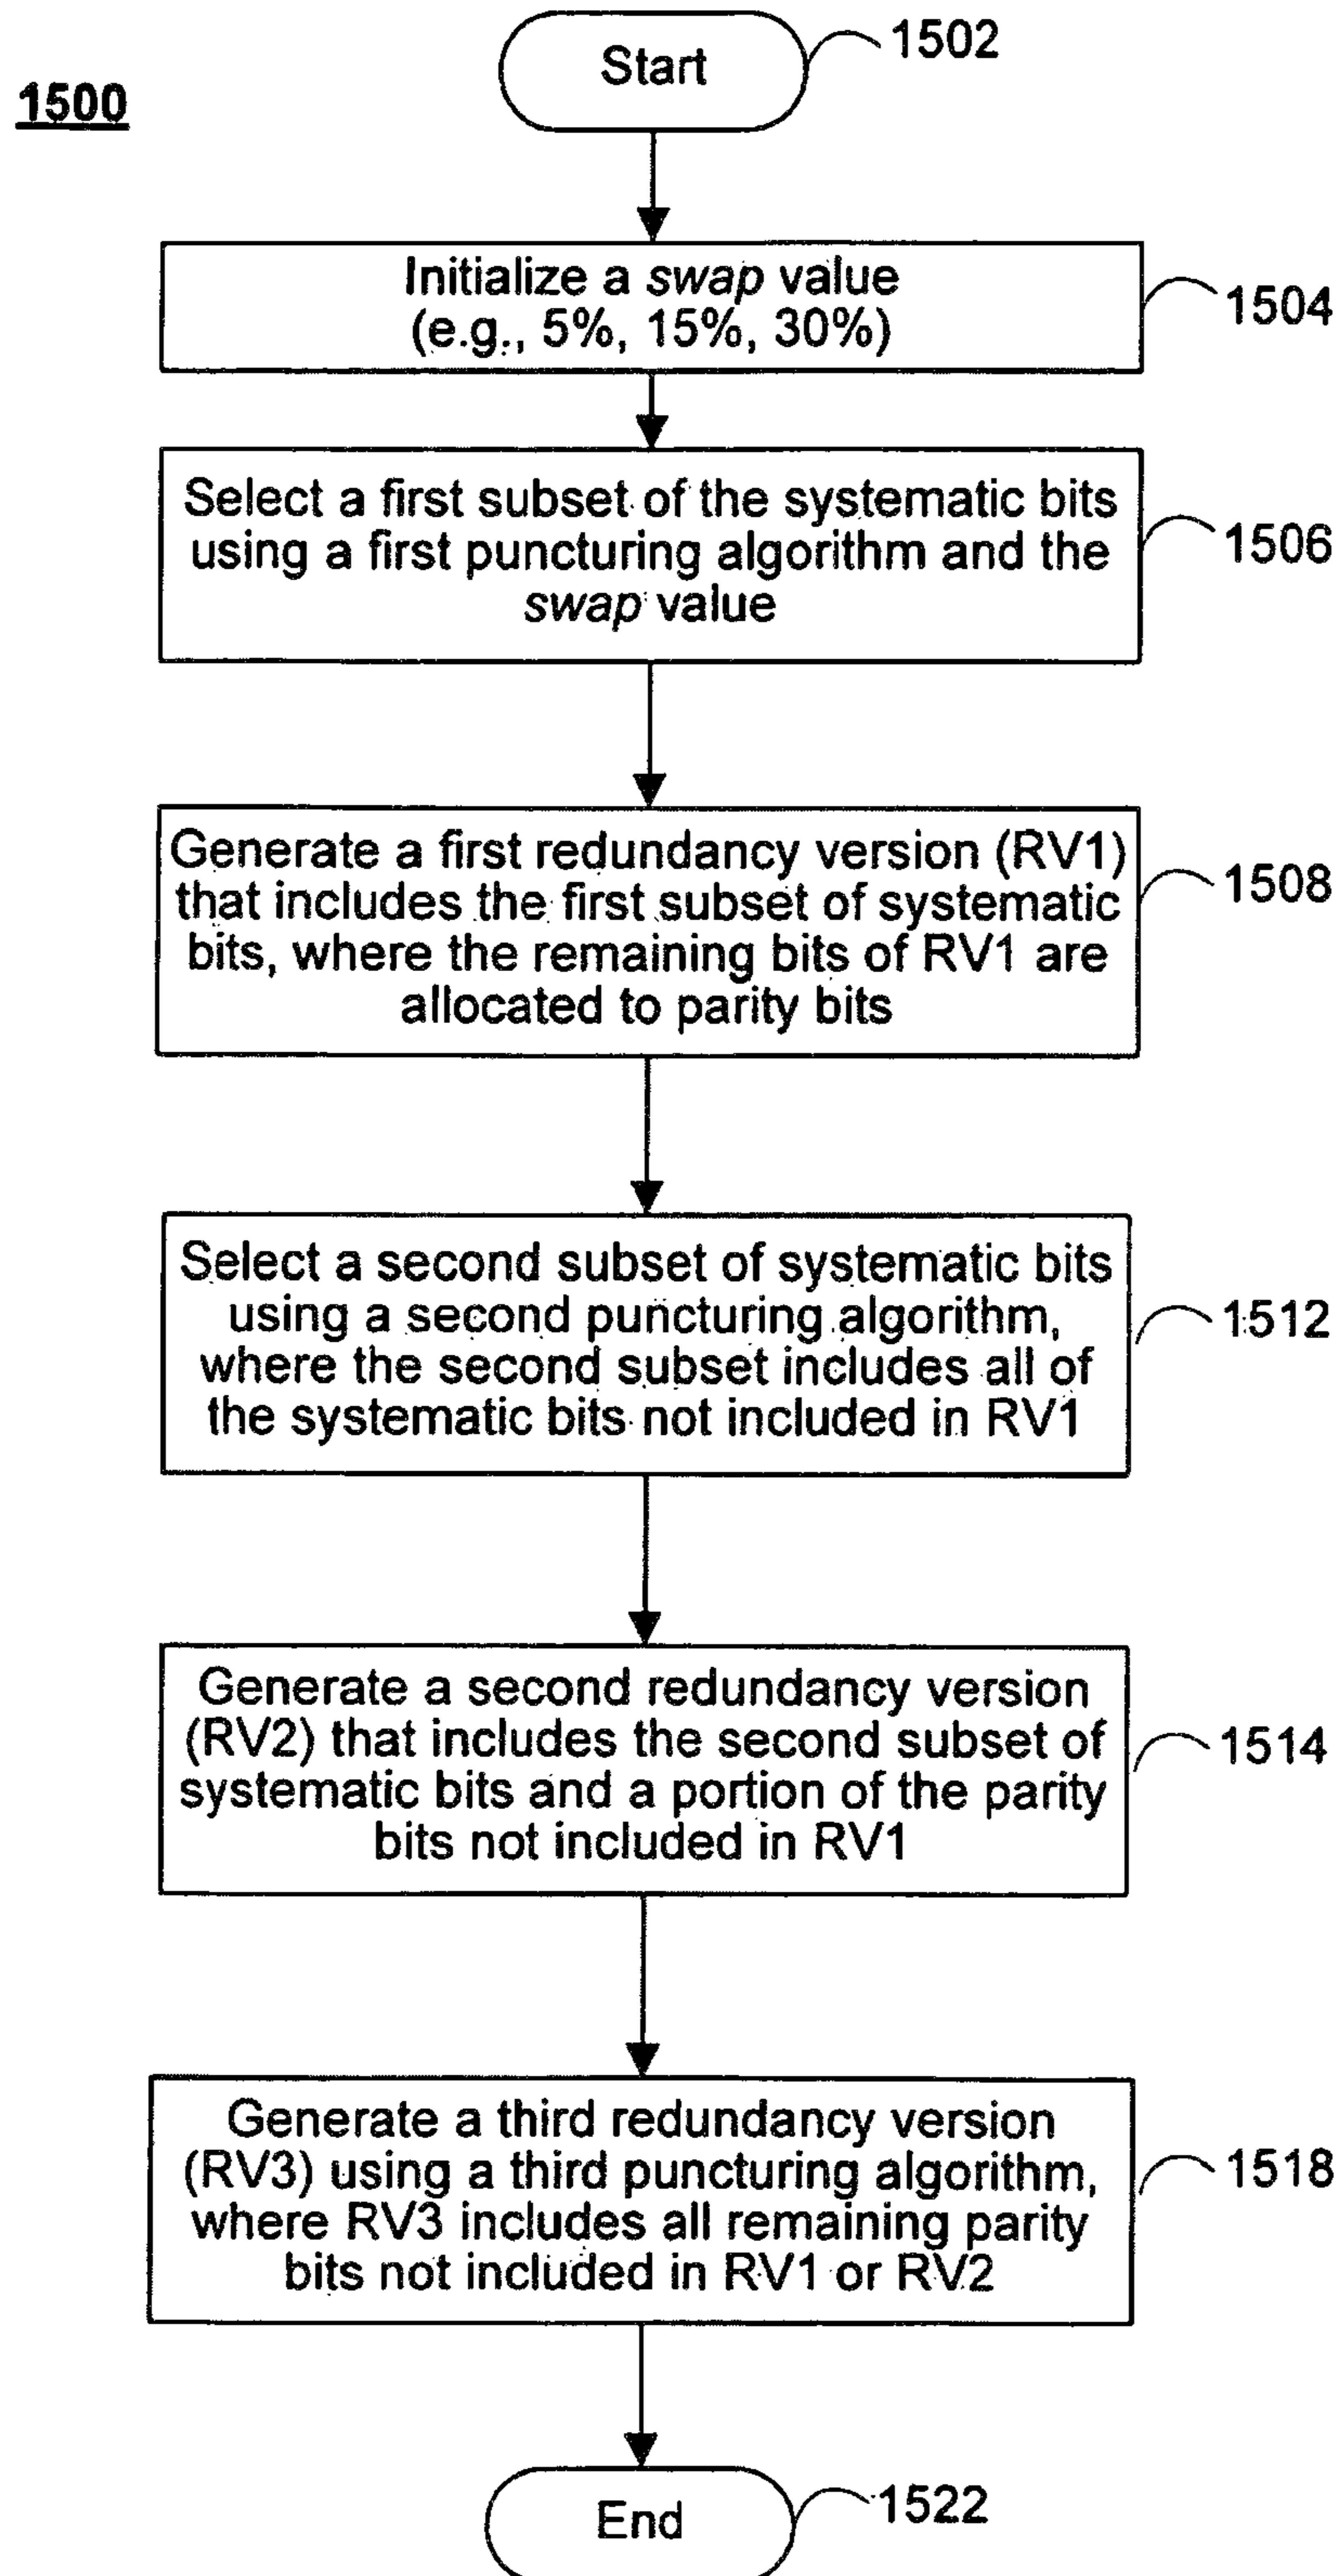 1500
Start
1502
Initialize a swap value
(e.g., 5%, 15%, 30%)
1504
Select a first subset of the systematic bits
using a first puncturing algorithm and the
swap value
1506
Generate a first redundancy version (RV1)
that includes the first subset of systematic
bits, where the remaining bits of RV1 are
allocated to parity bits
1508
Select a second subset of systematic bits
using a second puncturing algorithm,
where the second subset includes all of
the systematic bits not included in RV1
1512
Generate a second redundancy version
(RV2) that includes the second subset of
systematic bits and a portion of the parity
bits not included in RV1
1514
Generate a third redundancy version
(RV3) using a third puncturing algorithm,
where RV3 includes all remaining parity
bits not included in RV1 or RV2
1518
End
1522